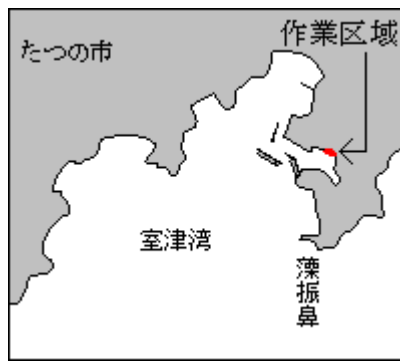 作業区域
たつの市
室津湾
藻振鼻